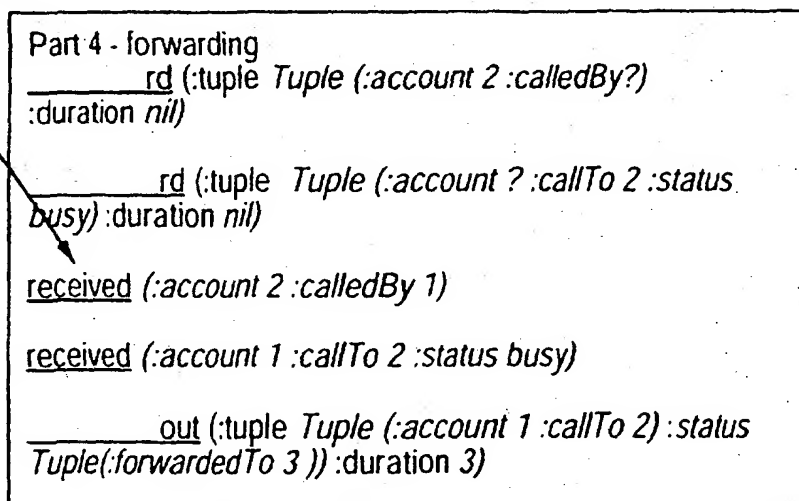 Part 4 - forwarding
rd (:tuple Tuple (:account 2 :calledBy?)
:duration nil)
rd (:tuple Tuple (:account ? :callTo 2 :status
busy) :duration nil)
received (:account 2 :calledBy 1)
received (:account 1 :callTo 2 :status busy)
out (:tuple Tuple (:account 1 :callTo 2) :status
Tuple(:forwardedTo 3 )) :duration 3)